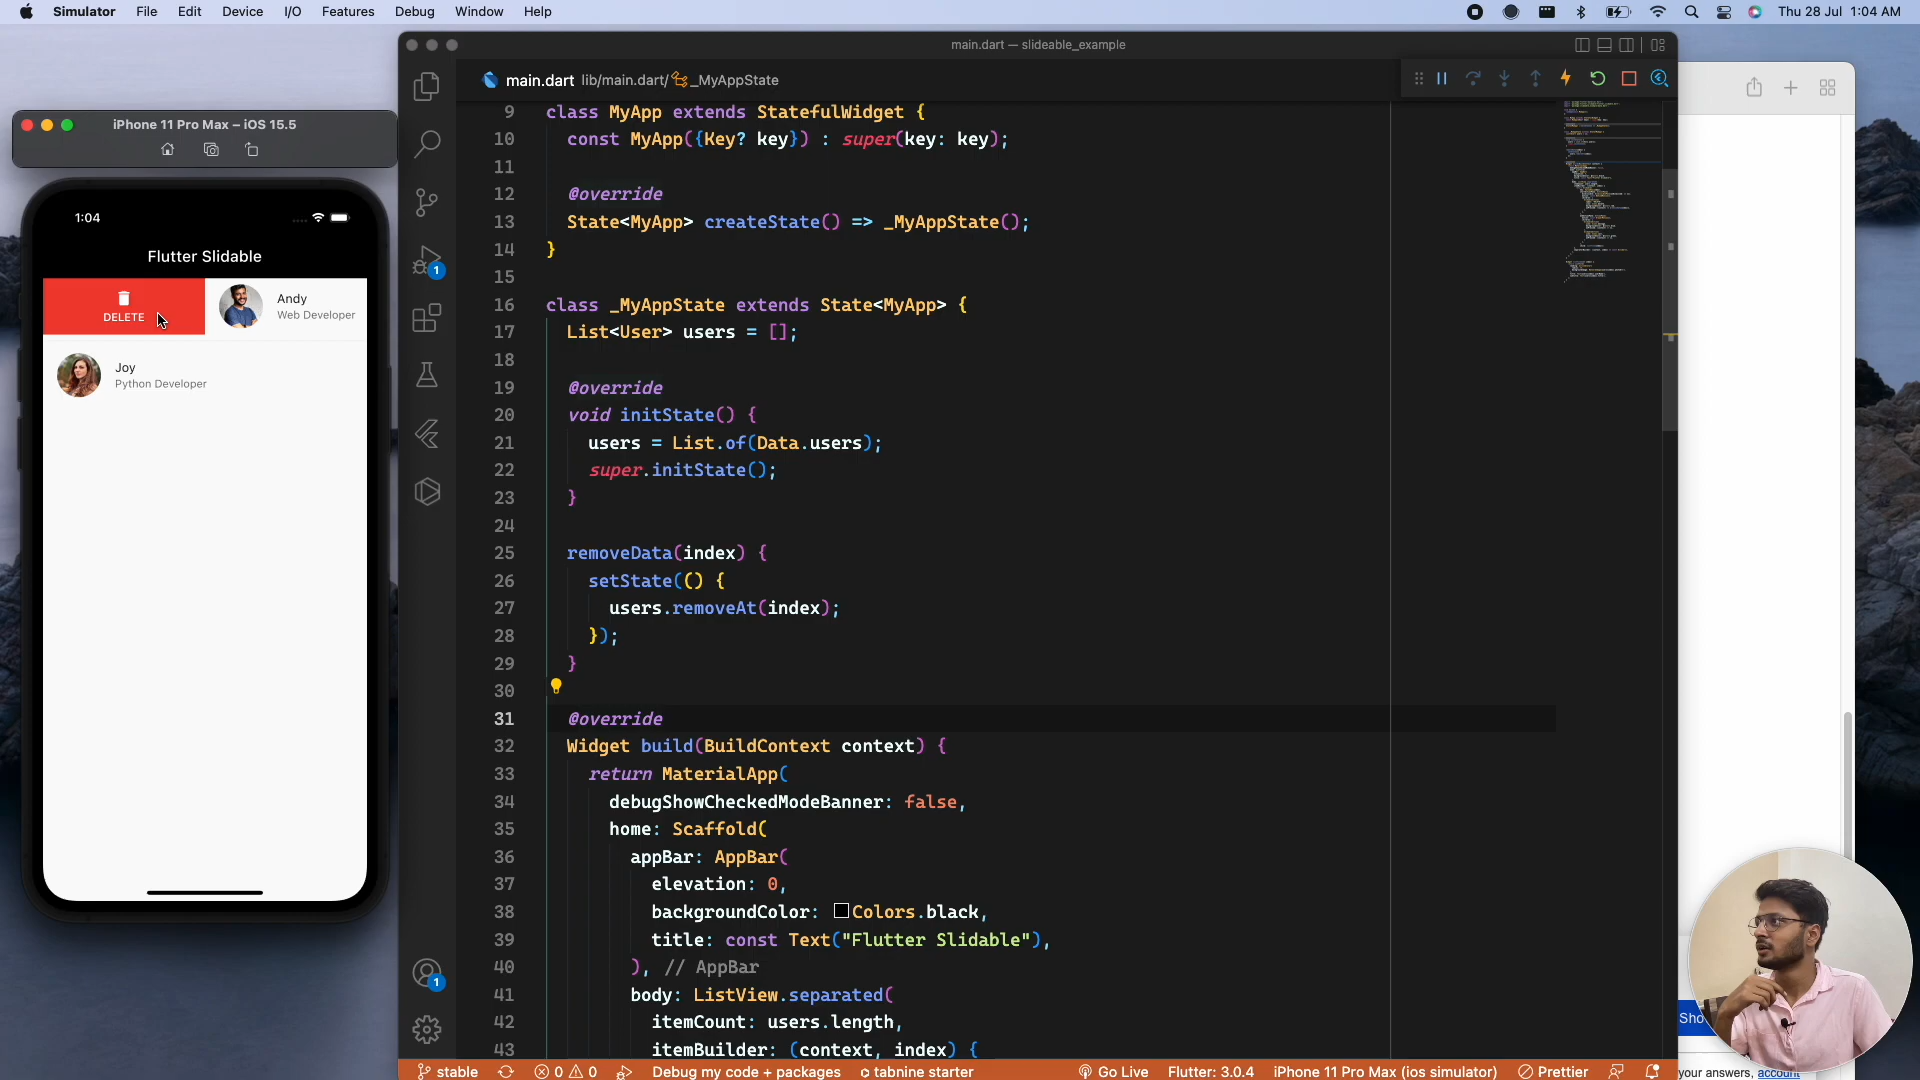 Simulator File Edit Device I/O Features Debug Window Help
Thu 28 Jul 1:04 AM
main.dart — slideable_example
main.dart lib/main.dart/ _MyAppState
iPhone 11 Pro Max – iOS 15.5
1:04
Flutter Slidable
DELETE
Andy
Web Developer
Joy
Python Developer
1
1
9 class MyApp extends StatefulWidget {
10 const MyApp({Key? key}) : super(key: key);
11
12 @override
13 State<MyApp> createState() => _MyAppState();
14 }
15
16 class _MyAppState extends State<MyApp> {
17 List<User> users = [];
18
19 @override
20 void initState() {
21 users = List.of(Data.users);
22 super.initState();
23 }
24
25 removeData(index) {
26 setState(() {
27 users.removeAt(index);
28 });
29 }
30
31 @override
32 Widget build(BuildContext context) {
33 return MaterialApp(
34 debugShowCheckedModeBanner: false,
35 home: Scaffold(
36 appBar: AppBar(
37 elevation: 0,
38 backgroundColor: Colors.black,
39 title: const Text("Flutter Slidable"),
40 ), // AppBar
41 body: ListView.separated(
42 itemCount: users.length,
43 itemBuilder: (context, index) {
Sho
your answers, account
stable 0 0 Debug my code + packages tabnine starter Go Live Flutter: 3.0.4 iPhone 11 Pro Max (ios simulator) Prettier